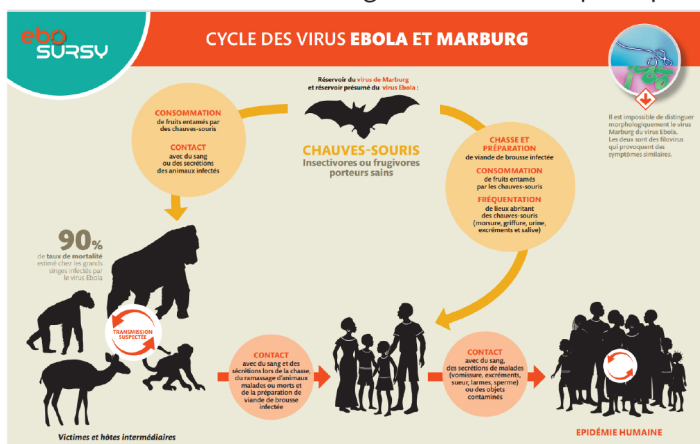 ebo
SURSY
CYCLE DES VIRUS EBOLA ET MARBURG
Réservoir du virus de Marburg
et réservoir présumé du virus Ebola :
CHAUVES-SOURIS
Insectivores ou frugivores
porteurs sains
Il est impossible de distinguer
morphologiquement le virus
Marburg du virus Ebola.
Les deux sont des filovirus
qui provoquent des
symptômes similaires.
CONSOMMATION
de fruits entamés par
des chauves-souris
CONTACT
avec du sang
ou des secrétions
des animaux infectés
CHASSE ET
PRÉPARATION
de viande de brousse infectée
CONSOMMATION
de fruits entamés
par les chauves-souris
FRÉQUENTATION
de lieux abritant
des chauves-souris
(morsure, griffure, urine,
excréments et salive)
90%
de taux de mortalité
estimé chez les grands
singes infectés par
le virus Ebola
TRANSMISSION
SUSPECTÉE
CONTACT
avec du sang et des
sécrétions lors de la chasse,
du ramassage d'animaux
malades ou morts et
de la préparation de
viande de brousse
infectée
CONTACT
avec du sang,
des secrétions de malades
(vomissure, excréments,
sueur, larmes, sperme)
ou des objets
contaminés
Victimes et hôtes intermédiaires
EPIDÉMIE HUMAINE